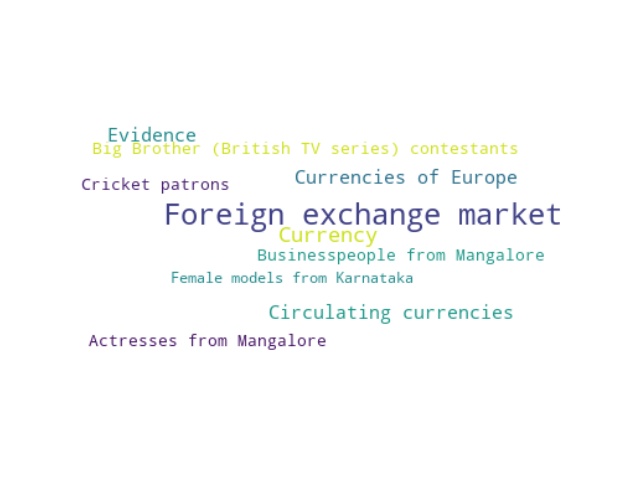 Evidence
Big Brother (British TV series) contestants
Currencies of Europe
Cricket patrons
Foreign exchange market
Currency
Businesspeople from Mangalore
Female models from Karnataka
Circulating currencies
Actresses from Mangalore